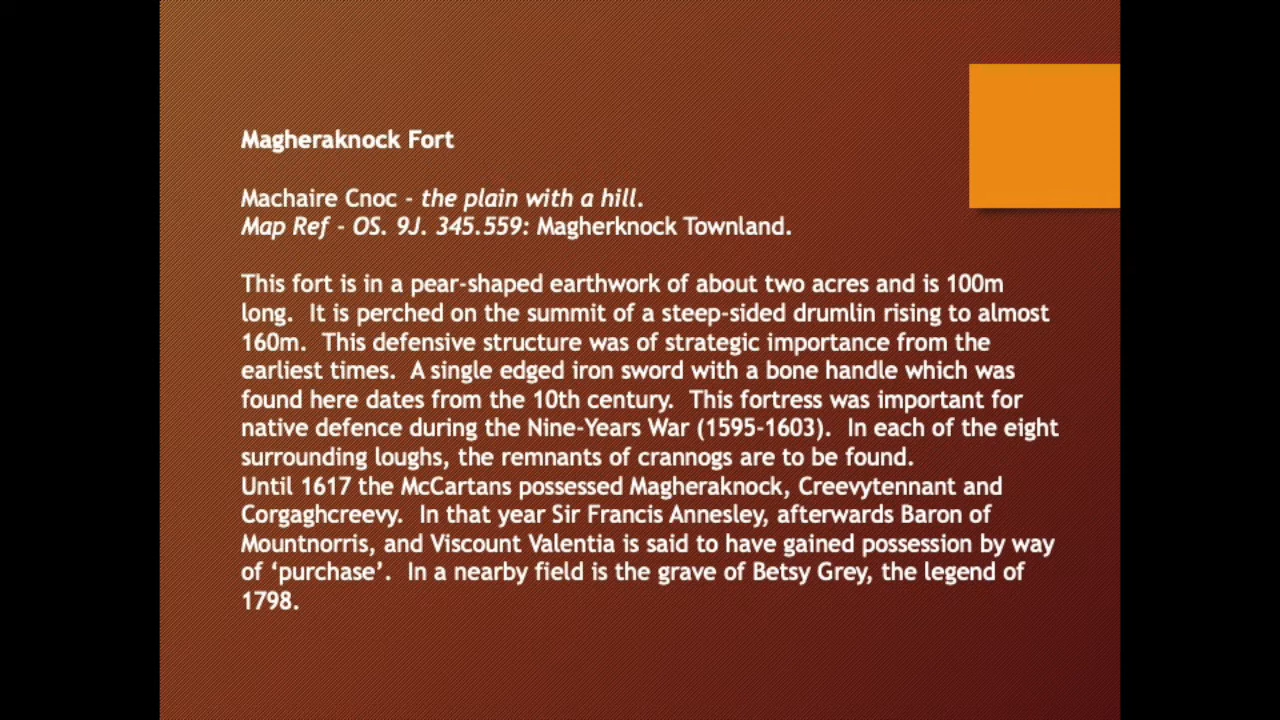 Magheraknock Fort
Machaire Cnoc - the plain with a hill.
Map Ref - OS. 9J. 345.559: Magherknock Townland.
This fort is in a pear-shaped earthwork of about two acres and is 100m
long.  It is perched on the summit of a steep-sided drumlin rising to almost
160m.  This defensive structure was of strategic importance from the
earliest times.  A single edged iron sword with a bone handle which was
found here dates from the 10th century.  This fortress was important for
native defence during the Nine-Years War (1595-1603).  In each of the eight
surrounding loughs, the remnants of crannogs are to be found.
Until 1617 the McCartans possessed Magheraknock, Creevytennant and
Corgaghcreevy.  In that year Sir Francis Annesley, afterwards Baron of
Mountnorris, and Viscount Valentia is said to have gained possession by way
of ‘purchase’.  In a nearby field is the grave of Betsy Grey, the legend of
1798.